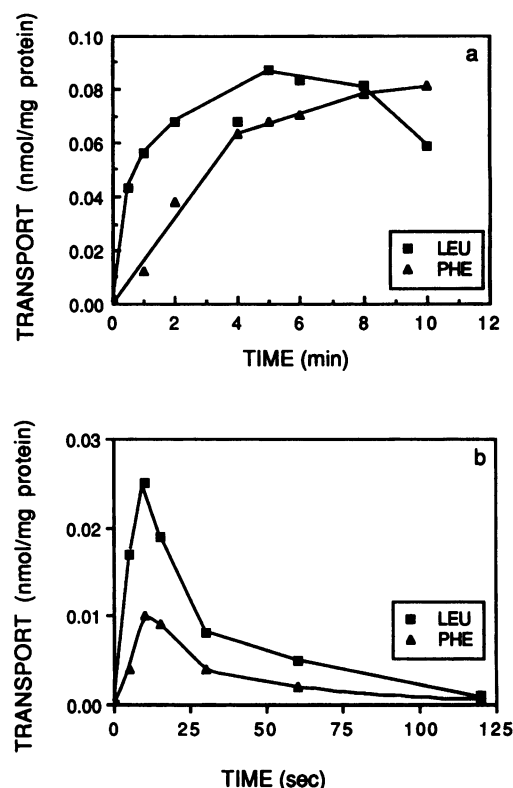 a
TRANSPORT (nmol/mg protein)
0.10
0.08
0.06
0.04
0.02
0.00
LEU
PHE
0 2 4 6 8 10 12
TIME (min)
b
TRANSPORT (nmol/mg protein)
0.03
0.02
0.01
0.00
LEU
PHE
0 25 50 75 100 125
TIME (sec)